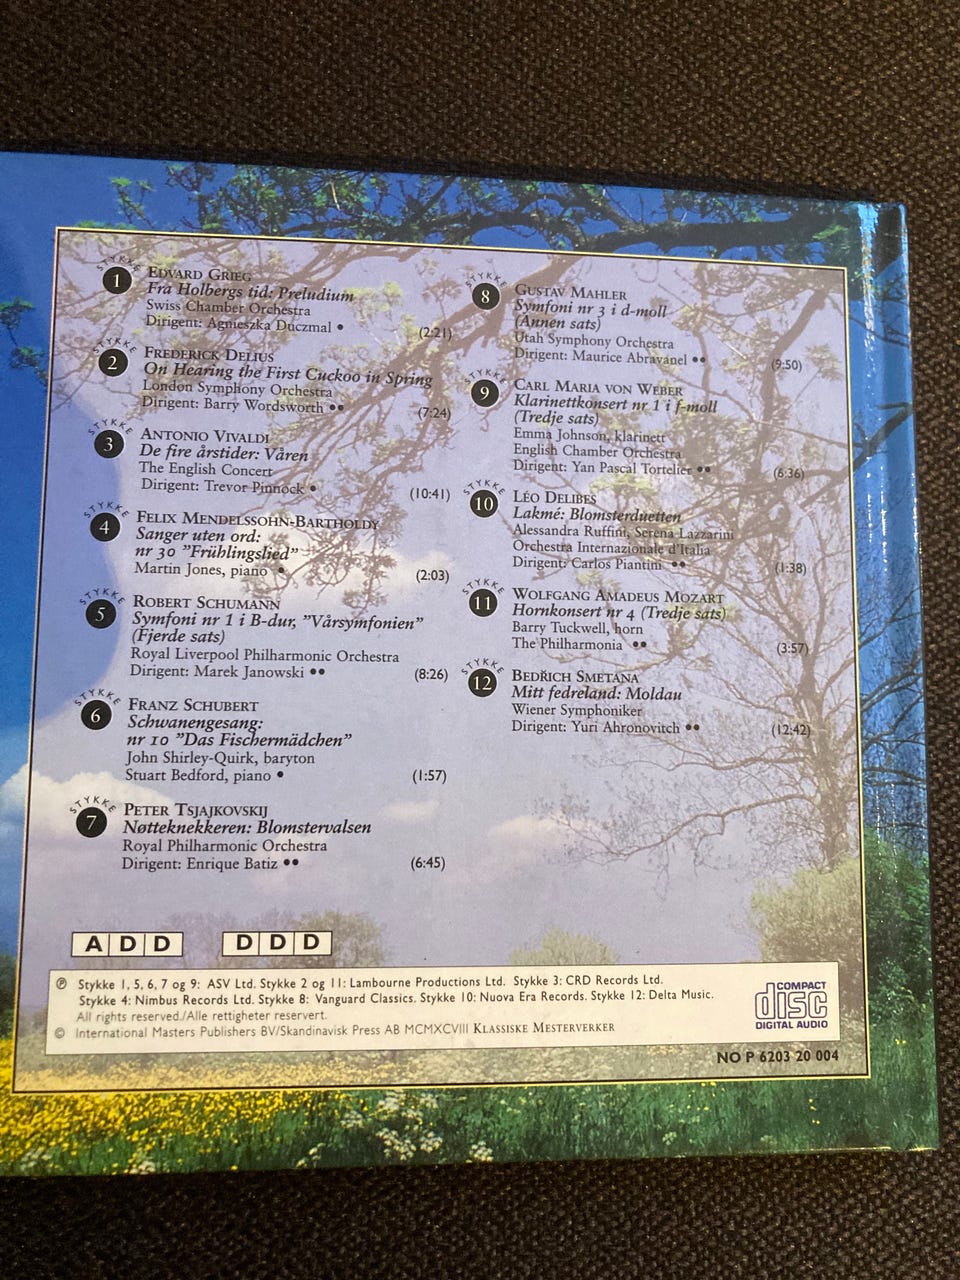 STYKKE
1
EDVARD GRIEG
Fra Holbergs tid: Preludium
Swiss Chamber Orchestra
Dirigent: Agnieszka Duczmal •
(2:21)
STYKKE
2
FREDERICK DELIUS
On Hearing the First Cuckoo in Spring
London Symphony Orchestra
Dirigent: Barry Wordsworth ••
(7:24)
STYKKE
3
ANTONIO VIVALDI
De fire årstider: Våren
The English Concert
Dirigent: Trevor Pinnock •
(10:41)
STYKKE
4
FELIX MENDELSSOHN-BARTHOLDY
Sanger uten ord:
nr 30 ”Frühlingslied”
Martin Jones, piano •
(2:03)
STYKKE
5
ROBERT SCHUMANN
Symfoni nr 1 i B-dur, ”Vårsymfonien”
(Fjerde sats)
Royal Liverpool Philharmonic Orchestra
Dirigent: Marek Janowski ••
(8:26)
STYKKE
6
FRANZ SCHUBERT
Schwanengesang:
nr 10 ”Das Fischermädchen”
John Shirley-Quirk, baryton
Stuart Bedford, piano •
(1:57)
STYKKE
7
PETER TSJAJKOVSKIJ
Nøtteknekkeren: Blomstervalsen
Royal Philharmonic Orchestra
Dirigent: Enrique Batiz ••
(6:45)
STYKKE
8
GUSTAV MAHLER
Symfoni nr 3 i d-moll
(Annen sats)
Utah Symphony Orchestra
Dirigent: Maurice Abravanel ••
(9:50)
STYKKE
9
CARL MARIA VON WEBER
Klarinettkonsert nr 1 i f-moll
(Tredje sats)
Emma Johnson, klarinett
English Chamber Orchestra
Dirigent: Yan Pascal Tortelier ••
(6:36)
STYKKE
10
LÉO DELIBES
Lakmé: Blomsterduetten
Alessandra Ruffini, Serena Lazzarini
Orchestra Internazionale d'Italia
Dirigent: Carlos Piantini ••
(1:38)
STYKKE
11
WOLFGANG AMADEUS MOZART
Hornkonsert nr 4 (Tredje sats)
Barry Tuckwell, horn
The Philharmonia ••
(3:57)
STYKKE
12
BEDŘICH SMETANA
Mitt fedreland: Moldau
Wiener Symphoniker
Dirigent: Yuri Ahronovitch ••
(12:42)
ADD DDD
℗ Stykke 1, 5, 6, 7 og 9: ASV Ltd. Stykke 2 og 11: Lambourne Productions Ltd. Stykke 3: CRD Records Ltd.
Stykke 4: Nimbus Records Ltd. Stykke 8: Vanguard Classics. Stykke 10: Nuova Era Records. Stykke 12: Delta Music.
All rights reserved./Alle rettigheter reservert.
© International Masters Publishers BV/Skandinavisk Press AB MCMXCVIII KLASSISKE MESTERVERKER
COMPACT
disc
DIGITAL AUDIO
NO P 6203 20 004